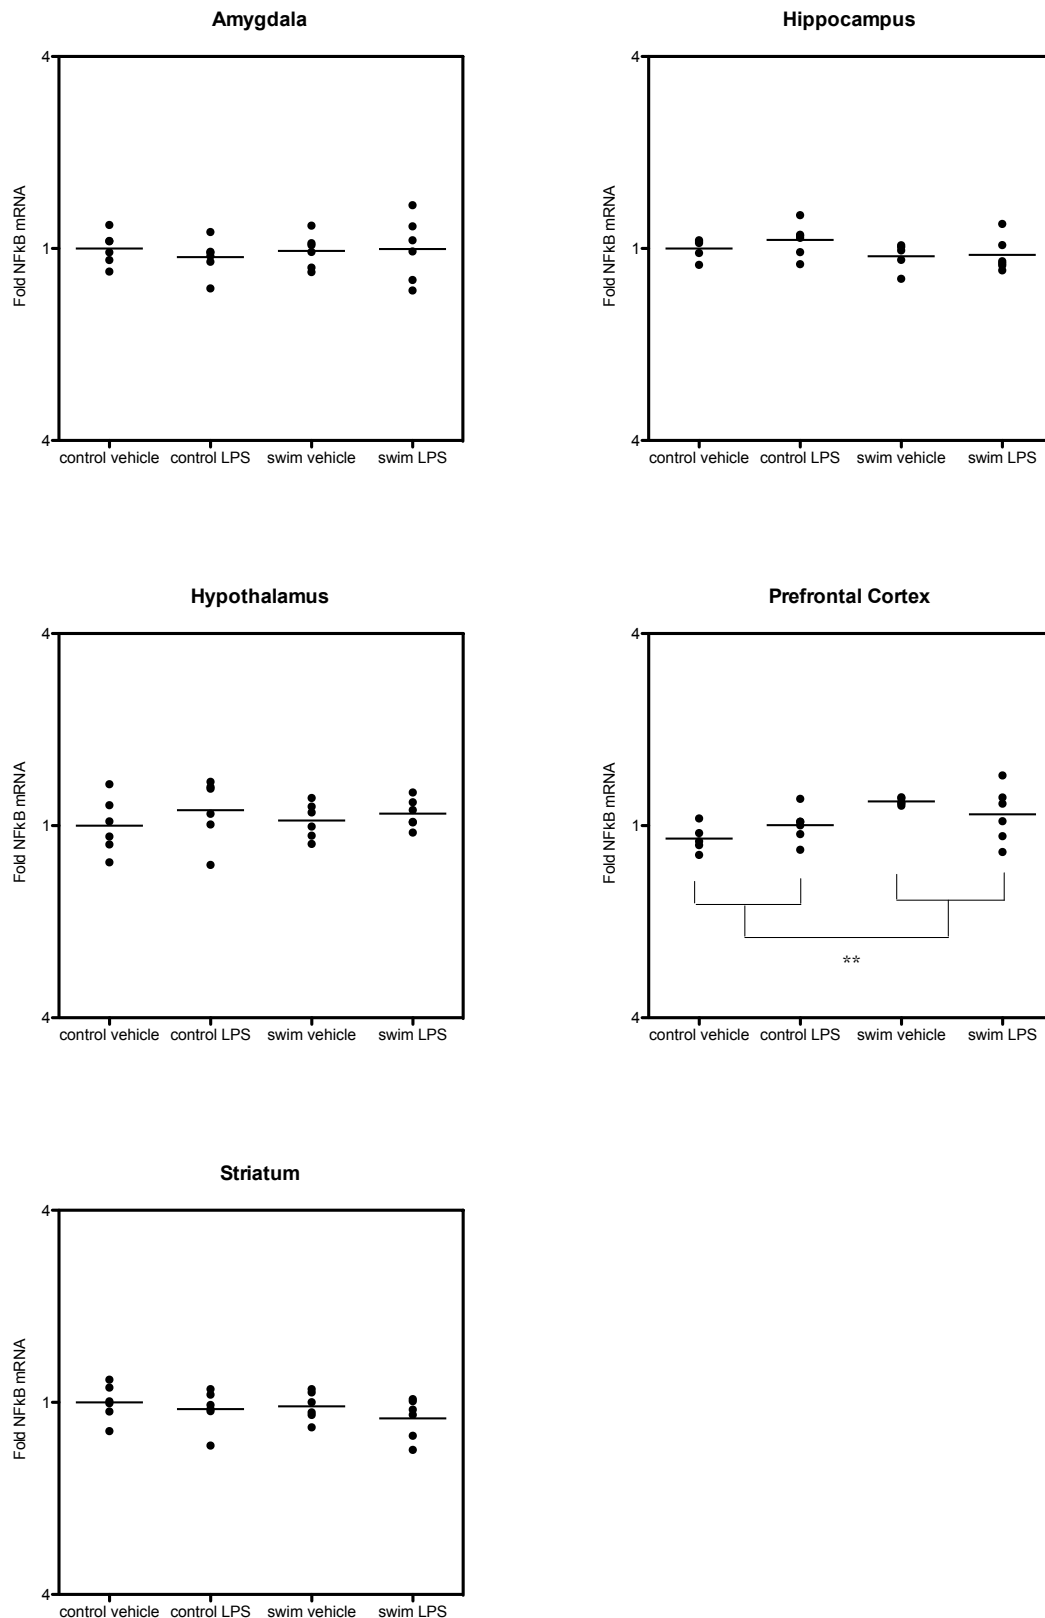 Amygdala
4
Fold NFkB mRNA
1
4
control vehicle control LPS swim vehicle swim LPS
Hippocampus
4
Fold NFkB mRNA
1
4
control vehicle control LPS swim vehicle swim LPS
Hypothalamus
4
Fold NFkB mRNA
1
4
control vehicle control LPS swim vehicle swim LPS
Prefrontal Cortex
4
Fold NFkB mRNA
1
**
4
control vehicle control LPS swim vehicle swim LPS
Striatum
4
Fold NFkB mRNA
1
4
control vehicle control LPS swim vehicle swim LPS